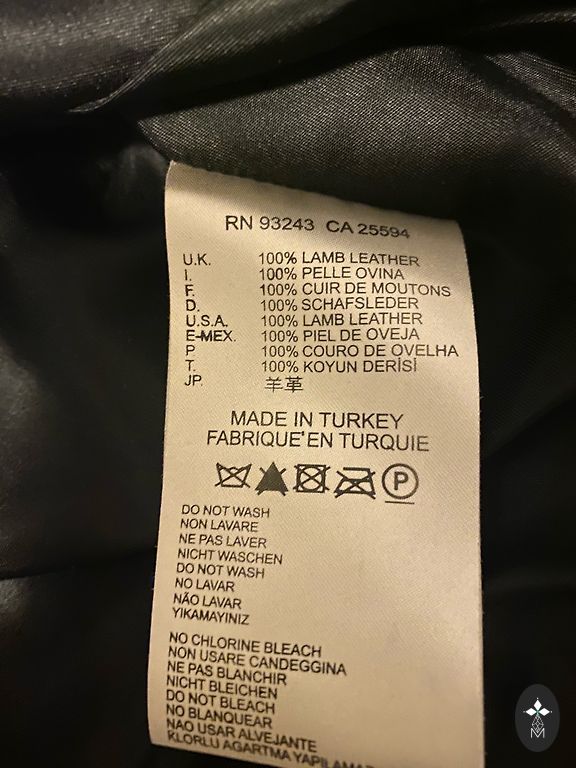 RN 93243 CA 25594
U.K. 100% LAMB LEATHER
I. 100% PELLE OVINA
F. 100% CUIR DE MOUTONS
D. 100% SCHAFSLEDER
U.S.A. 100% LAMB LEATHER
E-MEX. 100% PIEL DE OVEJA
P 100% COURO DE OVELHA
T. 100% KOYUN DERİSİ
JP. 羊革
MADE IN TURKEY
FABRIQUE'EN TURQUIE
P
DO NOT WASH
NON LAVARE
NE PAS LAVER
NICHT WASCHEN
DO NOT WASH
NO LAVAR
NÃO LAVAR
YIKAMAYINIZ
NO CHLORINE BLEACH
NON USARE CANDEGGINA
NE PAS BLANCHIR
NICHT BLEICHEN
DO NOT BLEACH
NO BLANQUEAR
NAO USAR ALVEJANTE
KLORLU AGARTMA
M